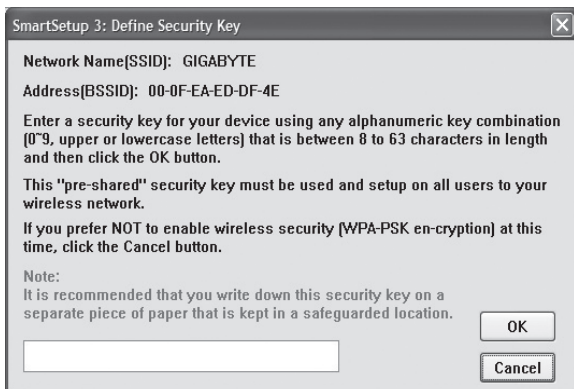 SmartSetup 3: Define Security Key
Network Name(SSID): GIGABYTE
Address(BSSID): 00-0F-EA-ED-DF-4E
Enter a security key for your device using any alphanumeric key combination
(0~9, upper or lowercase letters) that is between 8 to 63 characters in length
and then click the OK button.
This "pre-shared" security key must be used and setup on all users to your
wireless network.
If you prefer NOT to enable wireless security (WPA-PSK en-cryption) at this
time, click the Cancel button.
Note:
It is recommended that you write down this security key on a
separate piece of paper that is kept in a safeguarded location.
OK
Cancel